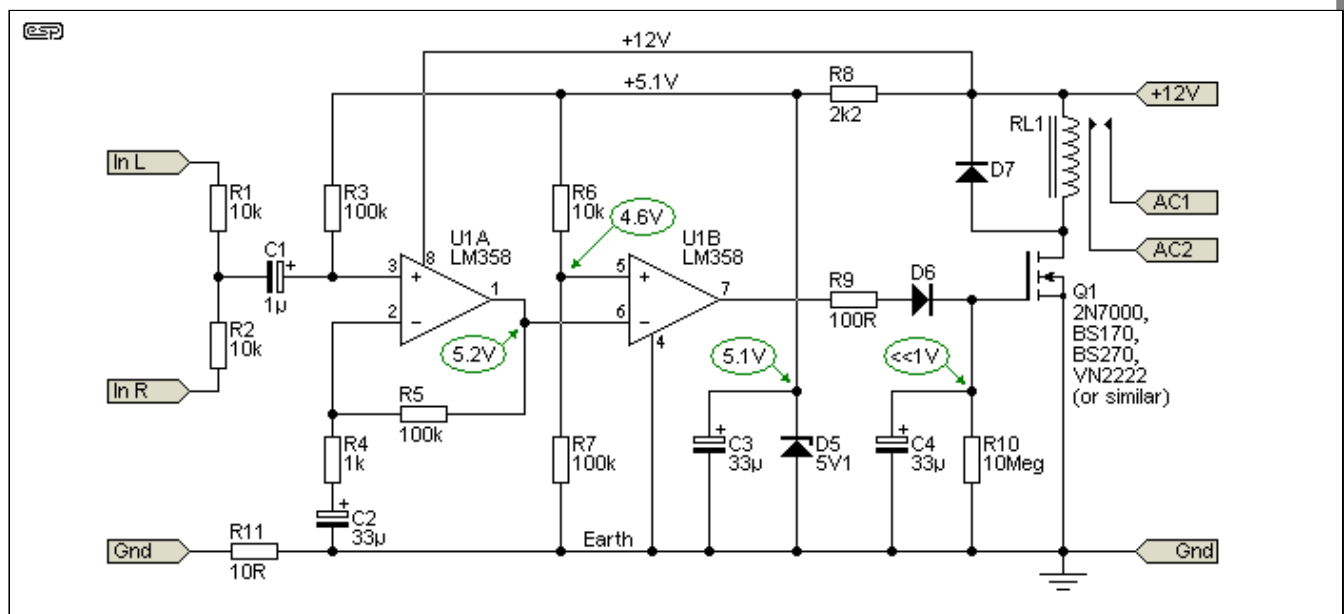 esp
+12V
+5.1V
R8
2k2
+12V
RL1
D7
AC1
AC2
In L
R1
10k
R3
100k
R6
10k
4.6V
U1A
LM358
8
U1B
LM358
C1
+
1µ
3
+
2
−
1
5
+
6
−
7
4
R9
100R
D6
Q1
2N7000,
BS170,
BS270,
VN2222
(or similar)
R2
10k
In R
5.2V
5.1V
<<1V
R5
100k
R4
1k
R7
100k
+
C3
33µ
D5
5V1
+
C4
33µ
R10
10Meg
+
C2
33µ
Gnd
R11
10R
Earth
Gnd